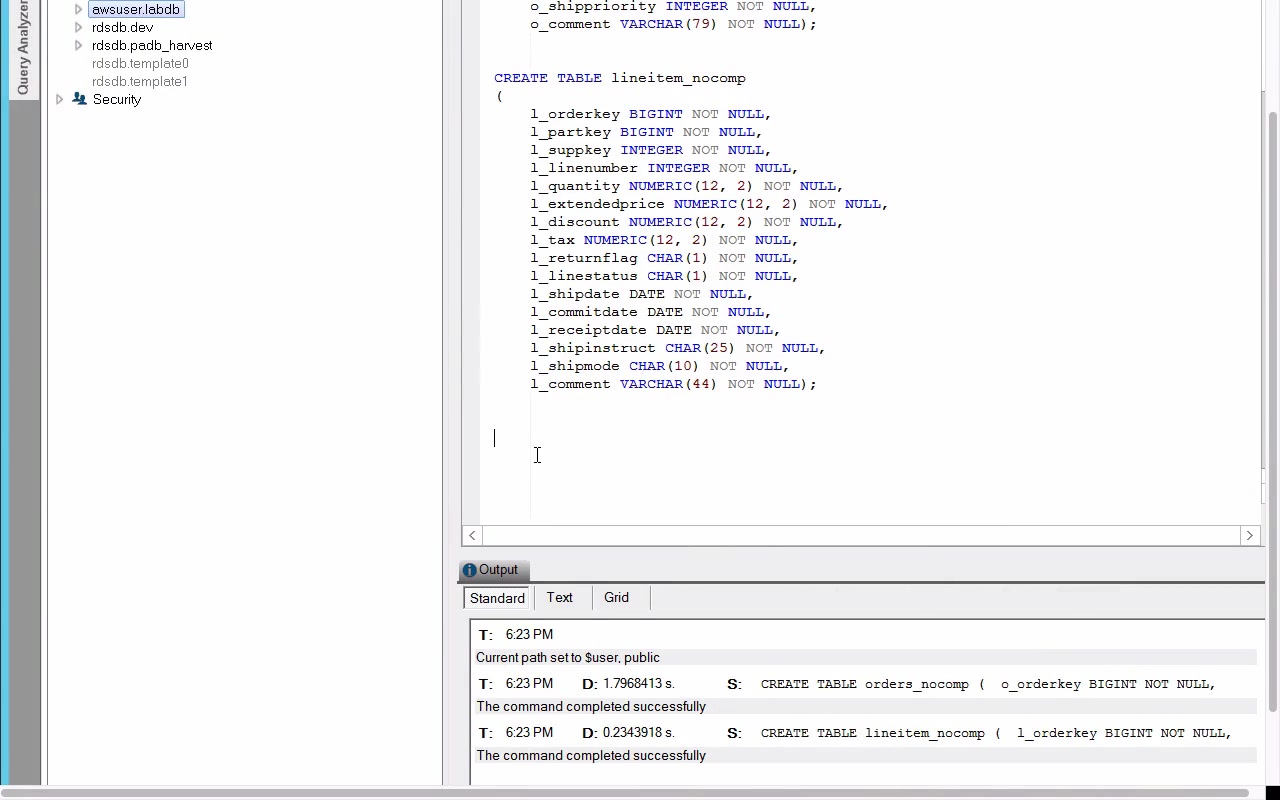 Query Analyzer
awsuser.labdb
rdsdb.dev
rdsdb.padb_harvest
rdsdb.template0
rdsdb.template1
Security
o_shippriority INTEGER NOT NULL,
o_comment VARCHAR(79) NOT NULL);
CREATE TABLE lineitem_nocomp
(
l_orderkey BIGINT NOT NULL,
l_partkey BIGINT NOT NULL,
l_suppkey INTEGER NOT NULL,
l_linenumber INTEGER NOT NULL,
l_quantity NUMERIC(12, 2) NOT NULL,
l_extendedprice NUMERIC(12, 2) NOT NULL,
l_discount NUMERIC(12, 2) NOT NULL,
l_tax NUMERIC(12, 2) NOT NULL,
l_returnflag CHAR(1) NOT NULL,
l_linestatus CHAR(1) NOT NULL,
l_shipdate DATE NOT NULL,
l_commitdate DATE NOT NULL,
l_receiptdate DATE NOT NULL,
l_shipinstruct CHAR(25) NOT NULL,
l_shipmode CHAR(10) NOT NULL,
l_comment VARCHAR(44) NOT NULL);
Output
Standard Text Grid
T: 6:23 PM
Current path set to $user, public
T: 6:23 PM D: 1.7968413 s. S: CREATE TABLE orders_nocomp ( o_orderkey BIGINT NOT NULL,
The command completed successfully
T: 6:23 PM D: 0.2343918 s. S: CREATE TABLE lineitem_nocomp ( l_orderkey BIGINT NOT NULL,
The command completed successfully